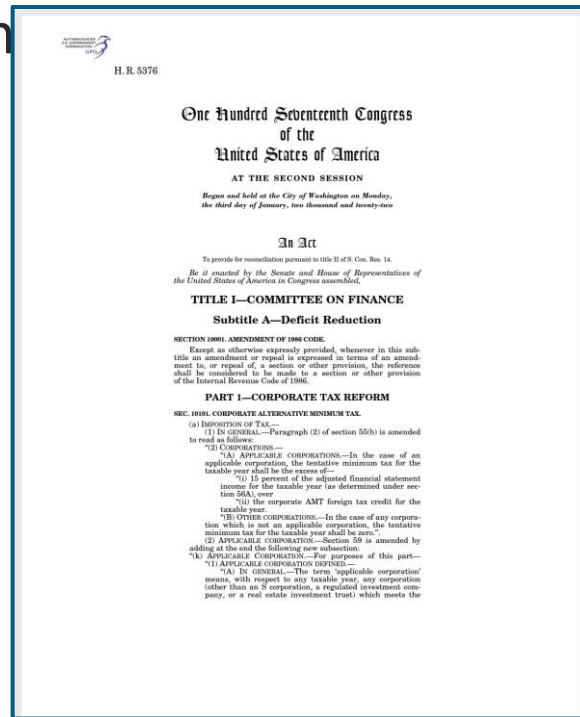 n
AUTHENTICATED
U.S. GOVERNMENT
INFORMATION
GPO
H. R. 5376
One Hundred Seventeenth Congress
of the
United States of America
AT THE SECOND SESSION
Begun and held at the City of Washington on Monday,
the third day of January, two thousand and twenty-two
An Act
To provide for reconciliation pursuant to title II of S. Con. Res. 14.
Be it enacted by the Senate and House of Representatives of
the United States of America in Congress assembled,
TITLE I—COMMITTEE ON FINANCE
Subtitle A—Deficit Reduction
SECTION 10001. AMENDMENT OF 1986 CODE.
Except as otherwise expressly provided, whenever in this sub-
title an amendment or repeal is expressed in terms of an amend-
ment to, or repeal of, a section or other provision, the reference
shall be considered to be made to a section or other provision
of the Internal Revenue Code of 1986.
PART 1—CORPORATE TAX REFORM
SEC. 10101. CORPORATE ALTERNATIVE MINIMUM TAX.
(a) IMPOSITION OF TAX.—
(1) IN GENERAL.—Paragraph (2) of section 55(b) is amended
to read as follows:
"(2) CORPORATIONS.—
"(A) APPLICABLE CORPORATIONS.—In the case of an
applicable corporation, the tentative minimum tax for the
taxable year shall be the excess of—
"(i) 15 percent of the adjusted financial statement
income for the taxable year (as determined under sec-
tion 56A), over
"(ii) the corporate AMT foreign tax credit for the
taxable year.
"(B) OTHER CORPORATIONS.—In the case of any corpora-
tion which is not an applicable corporation, the tentative
minimum tax for the taxable year shall be zero.".
(2) APPLICABLE CORPORATION.—Section 59 is amended by
adding at the end the following new subsection:
"(k) APPLICABLE CORPORATION.—For purposes of this part—
"(1) APPLICABLE CORPORATION DEFINED.—
"(A) IN GENERAL.—The term 'applicable corporation'
means, with respect to any taxable year, any corporation
(other than an S corporation, a regulated investment com-
pany, or a real estate investment trust) which meets the